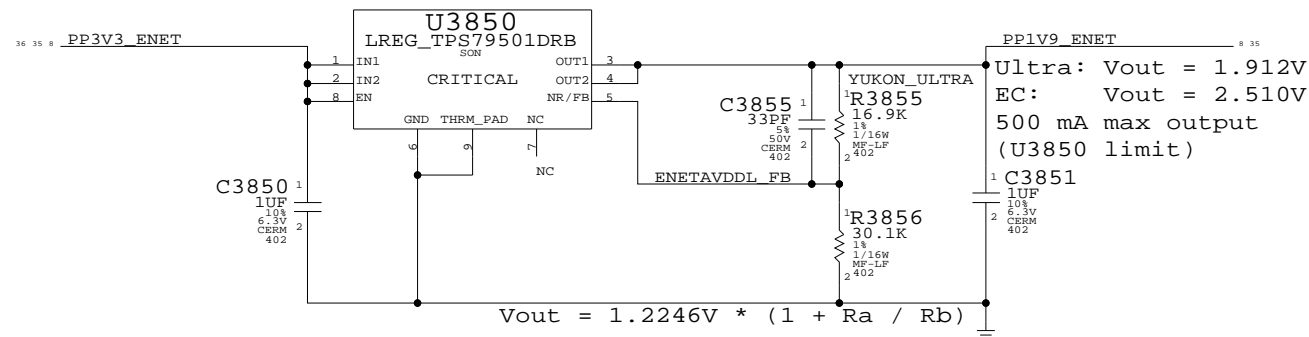 U3850
LREG_TPS79501DRB
SON
CRITICAL
36 35 8 PP3V3_ENET
1 IN1
2 IN2
8 EN
OUT1 3
OUT2 4
NR/FB 5
GND THRM_PAD NC
6 9 7
NC
PP1V9_ENET 8 35
Ultra: Vout = 1.912V
EC: Vout = 2.510V
500 mA max output
(U3850 limit)
YUKON_ULTRA
C3855 1
33PF
5%
50V
CERM 2
402
1 R3855
16.9K
1%
1/16W
MF-LF
2 402
ENETAVDDL_FB
C3850 1
1UF
10%
6.3V 2
CERM
402
1 R3856
30.1K
1%
1/16W
MF-LF
2 402
1 C3851
1UF
10%
2 6.3V
CERM
402
Vout = 1.2246V * (1 + Ra / Rb)